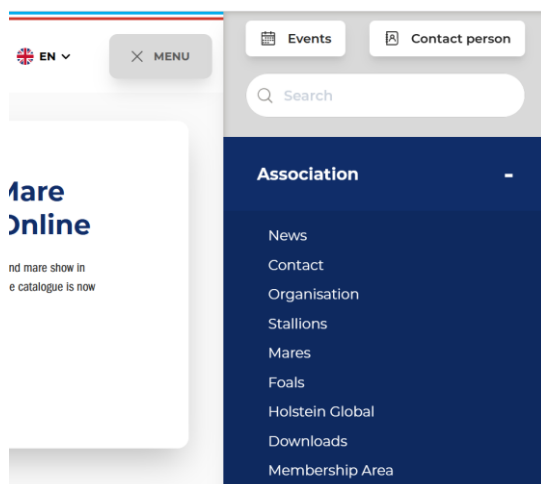 EN
MENU
Events
Contact person
Search
Mare
Online
nd mare show in
e catalogue is now
Association
-
News
Contact
Organisation
Stallions
Mares
Foals
Holstein Global
Downloads
Membership Area